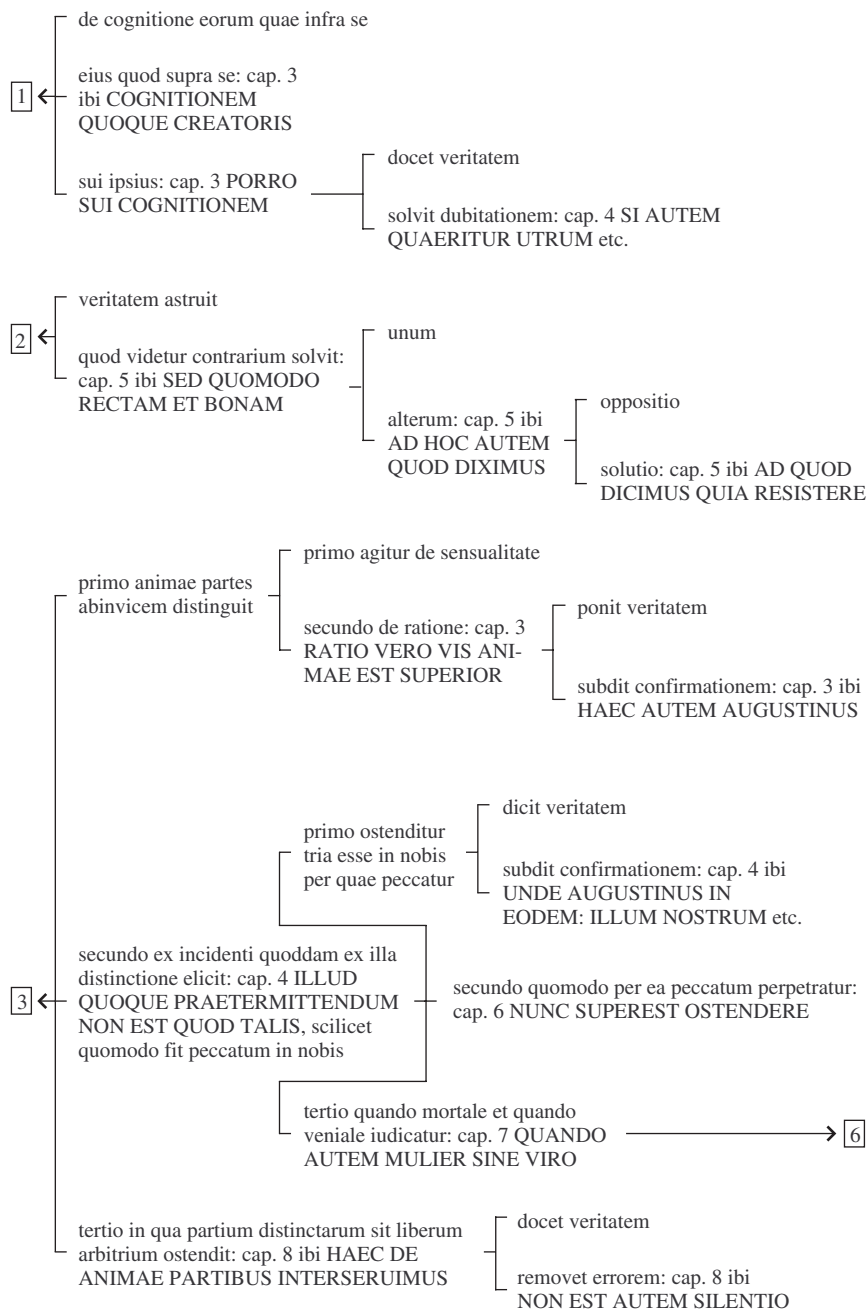 de cognitione eorum quae infra se
eius quod supra se: cap. 3
ibi COGNITIONEM
QUOQUE CREATORIS
1
sui ipsius: cap. 3 PORRO
SUI COGNITIONEM
docet veritatem
solvit dubitationem: cap. 4 SI AUTEM
QUAERITUR UTRUM etc.
veritatem astruit
2
quod videtur contrarium solvit:
cap. 5 ibi SED QUOMODO
RECTAM ET BONAM
unum
alterum: cap. 5 ibi
AD HOC AUTEM
QUOD DIXIMUS
oppositio
solutio: cap. 5 ibi AD QUOD
DICIMUS QUIA RESISTERE
primo animae partes
abinvicem distinguit
primo agitur de sensualitate
secundo de ratione: cap. 3
RATIO VERO VIS ANI-
MAE EST SUPERIOR
ponit veritatem
subdit confirmationem: cap. 3 ibi
HAEC AUTEM AUGUSTINUS
3
secundo ex incidenti quoddam ex illa
distinctione elicit: cap. 4 ILLUD
QUOQUE PRAETERMITTENDUM
NON EST QUOD TALIS, scilicet
quomodo fit peccatum in nobis
primo ostenditur
tria esse in nobis
per quae peccatur
dicit veritatem
subdit confirmationem: cap. 4 ibi
UNDE AUGUSTINUS IN
EODEM: ILLUM NOSTRUM etc.
secundo quomodo per ea peccatum perpetratur:
cap. 6 NUNC SUPEREST OSTENDERE
tertio quando mortale et quando
veniale iudicatur: cap. 7 QUANDO
AUTEM MULIER SINE VIRO
6
tertio in qua partium distinctarum sit liberum
arbitrium ostendit: cap. 8 ibi HAEC DE
ANIMAE PARTIBUS INTERSERUIMUS
docet veritatem
removet errorem: cap. 8 ibi
NON EST AUTEM SILENTIO